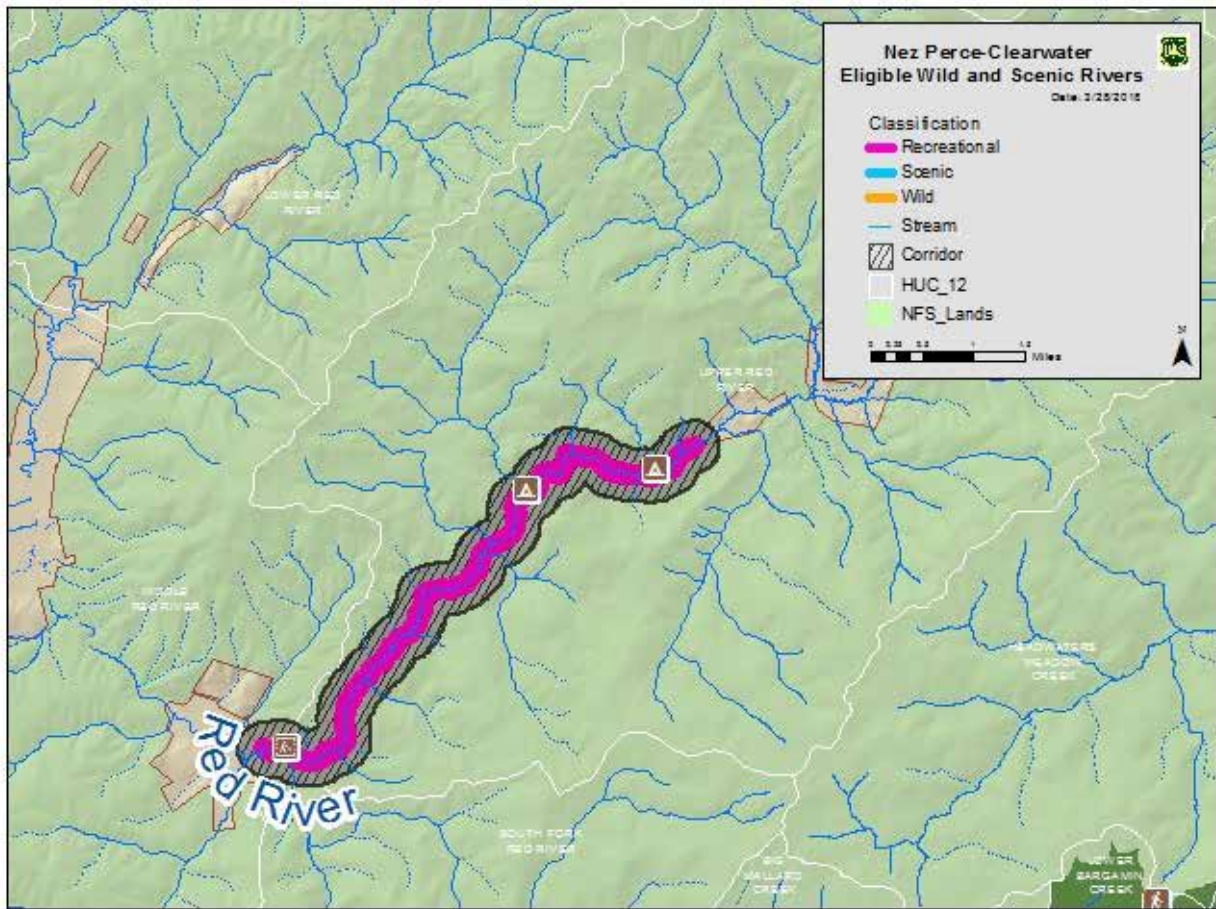 Nez Perce-Clearwater
Eligible Wild and Scenic Rivers
Classification
Recreational
Scenic
Wild
Stream
Corridor
HUC_12
NFS_Lands
Miles
LOWER RED
RIVER
UPPER RED
RIVER
MIDDLE
RED RIVER
HEADWATERS
MEADOW
CREEK
Red River
SOUTH FORK
RED RIVER
BIG
MALLARD
CREEK
LOWER
BARGAMIN
CREEK